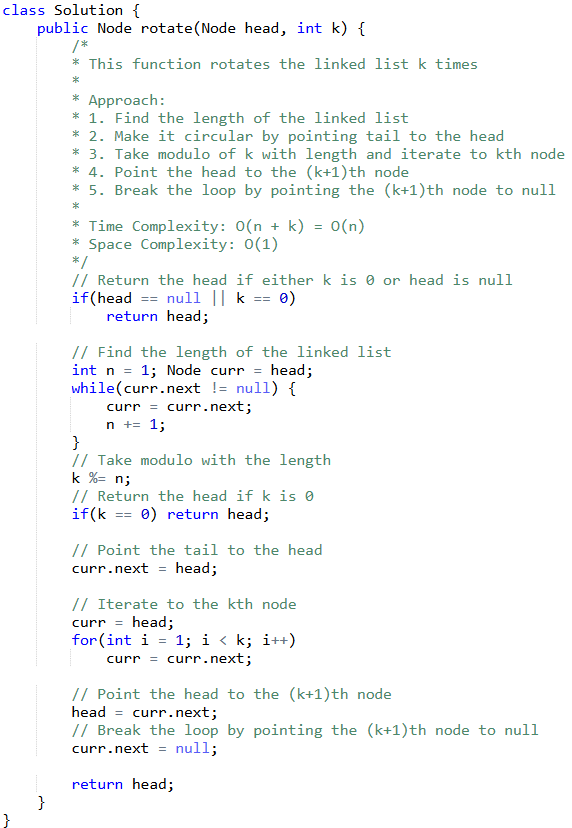 class Solution {
    public Node rotate(Node head, int k) {
        /*
        * This function rotates the linked list k times
        *
        * Approach:
        * 1. Find the length of the linked list
        * 2. Make it circular by pointing tail to the head
        * 3. Take modulo of k with length and iterate to kth node
        * 4. Point the head to the (k+1)th node
        * 5. Break the loop by pointing the (k+1)th node to null
        *
        * Time Complexity: O(n + k) = O(n)
        * Space Complexity: O(1)
        */
        // Return the head if either k is 0 or head is null
        if(head == null || k == 0)
            return head;

        // Find the length of the linked list
        int n = 1; Node curr = head;
        while(curr.next != null) {
            curr = curr.next;
            n += 1;
        }
        // Take modulo with the length
        k %= n;
        // Return the head if k is 0
        if(k == 0) return head;

        // Point the tail to the head
        curr.next = head;

        // Iterate to the kth node
        curr = head;
        for(int i = 1; i < k; i++)
            curr = curr.next;

        // Point the head to the (k+1)th node
        head = curr.next;
        // Break the loop by pointing the (k+1)th node to null
        curr.next = null;

        return head;
    }
}